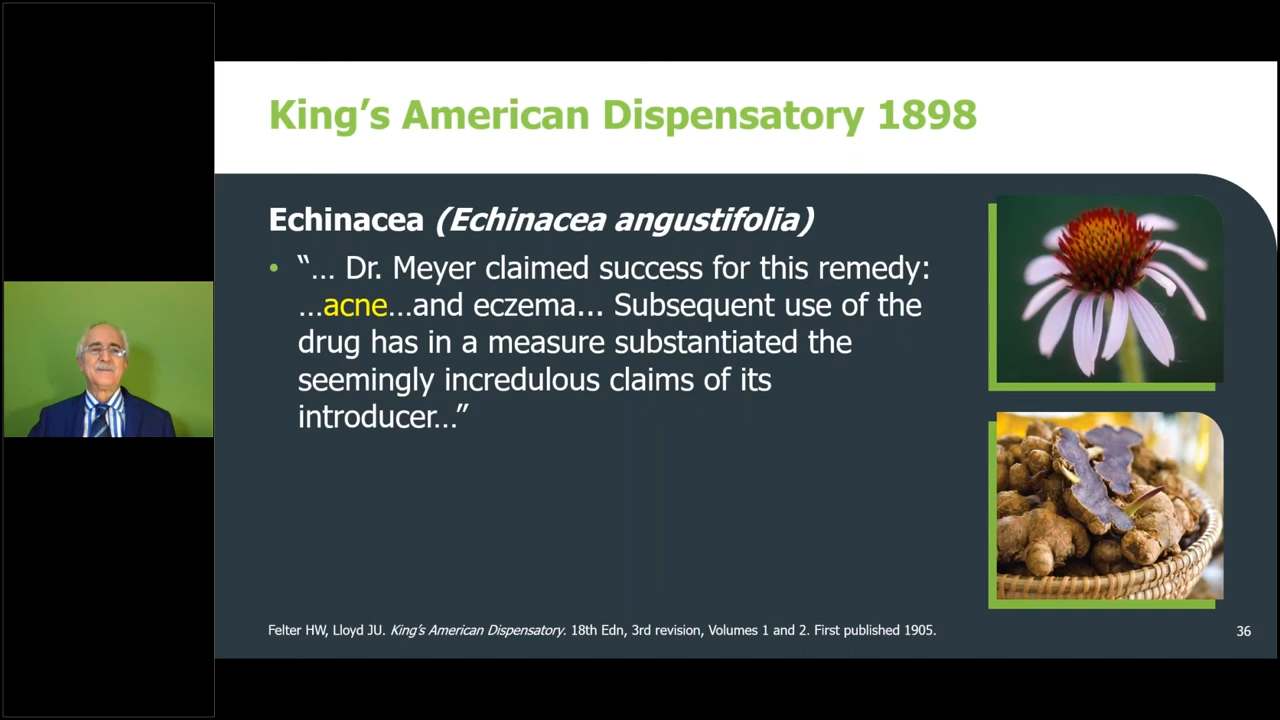 King's American Dispensatory 1898
Echinacea (Echinacea angustifolia)
• “… Dr. Meyer claimed success for this remedy:
…acne…and eczema... Subsequent use of the
drug has in a measure substantiated the
seemingly incredulous claims of its
introducer…”
Felter HW, Lloyd JU. King's American Dispensatory. 18th Edn, 3rd revision, Volumes 1 and 2. First published 1905.
36